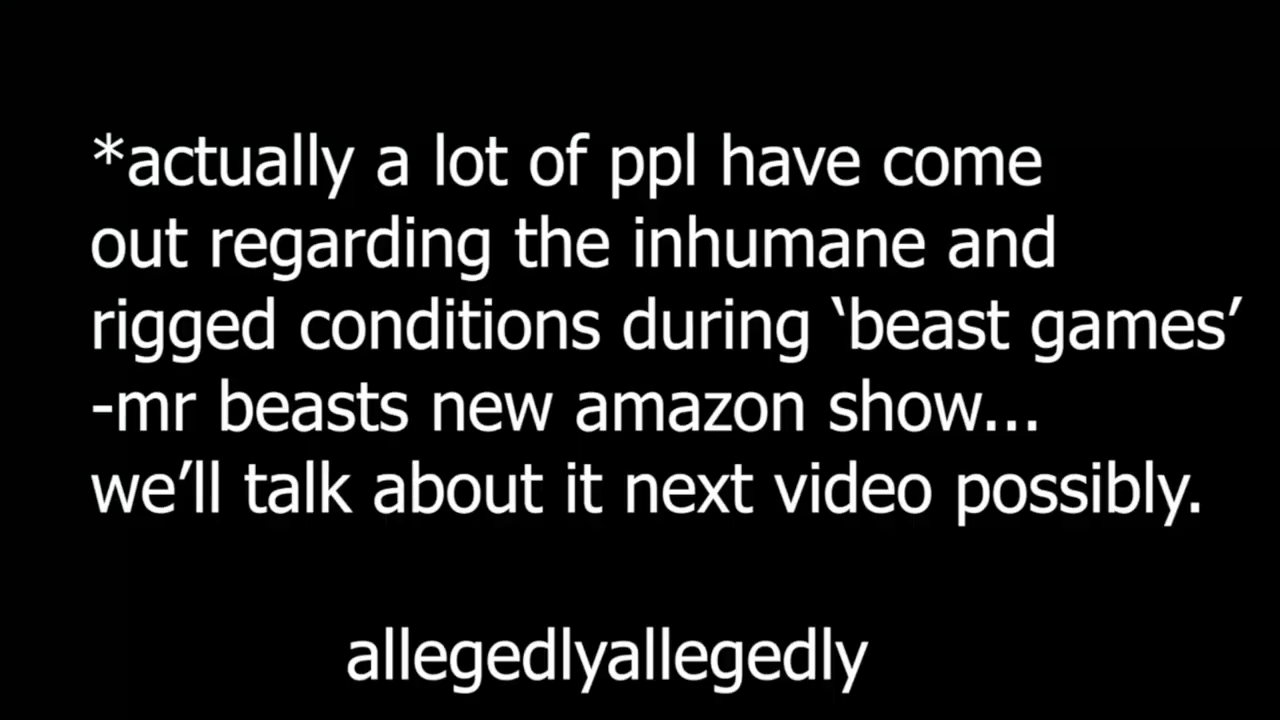 *actually a lot of ppl have come
out regarding the inhumane and
rigged conditions during ‘beast games’
-mr beasts new amazon show...
we’ll talk about it next video possibly.
allegedlyallegedly